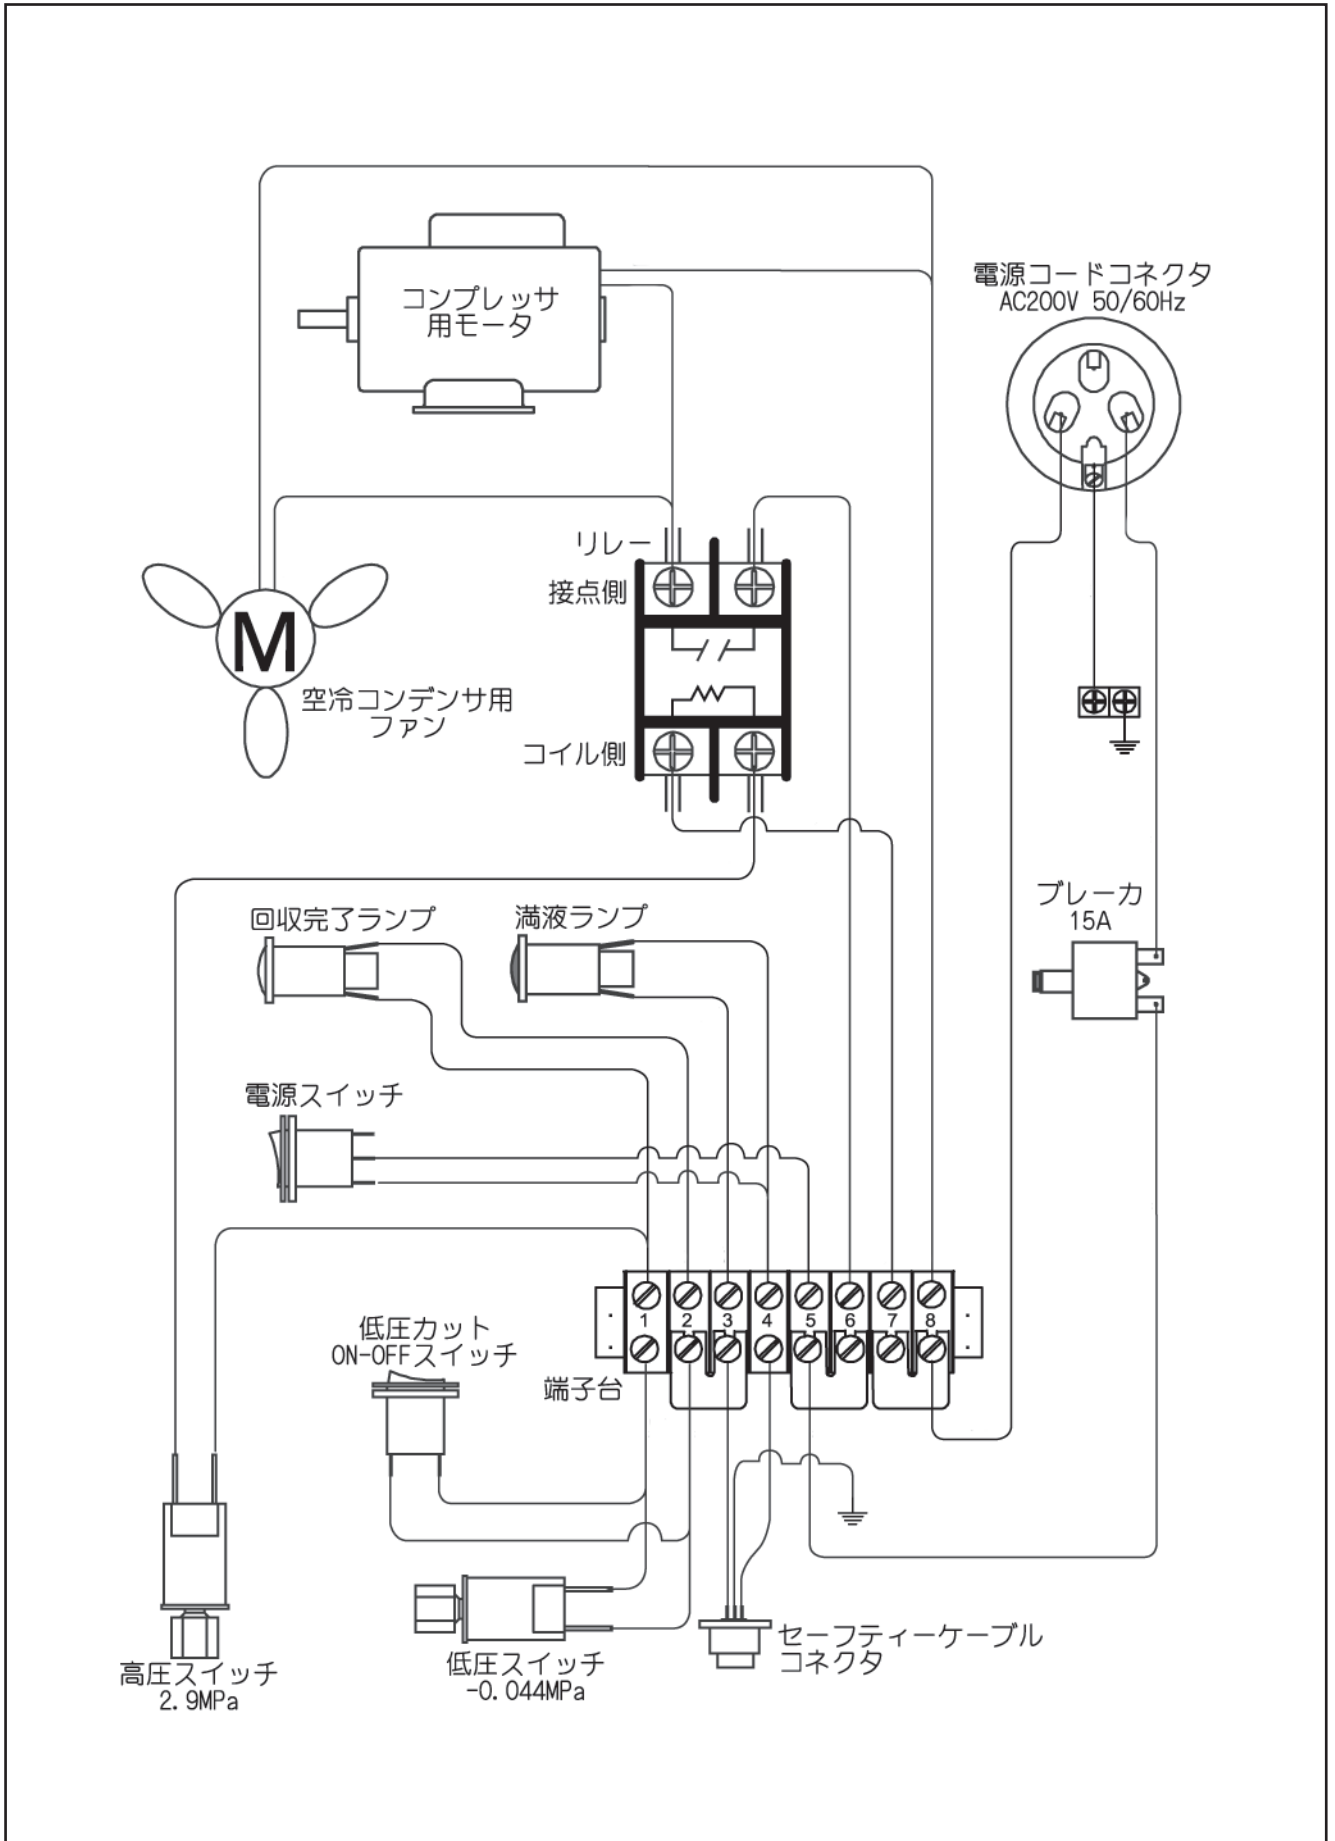 電源コードコネクタ
AC200V 50/60Hz
コンプレッサ
用モータ
リレー
接点側
M
空冷コンデンサ用
ファン
コイル側
ブレーカ
15A
回収完了ランプ
満液ランプ
電源スイッチ
1 2 3 4 5 6 7 8
低圧カット
ON-OFFスイッチ
端子台
セーフティーケーブル
コネクタ
高圧スイッチ
2.9MPa
低圧スイッチ
-0.044MPa